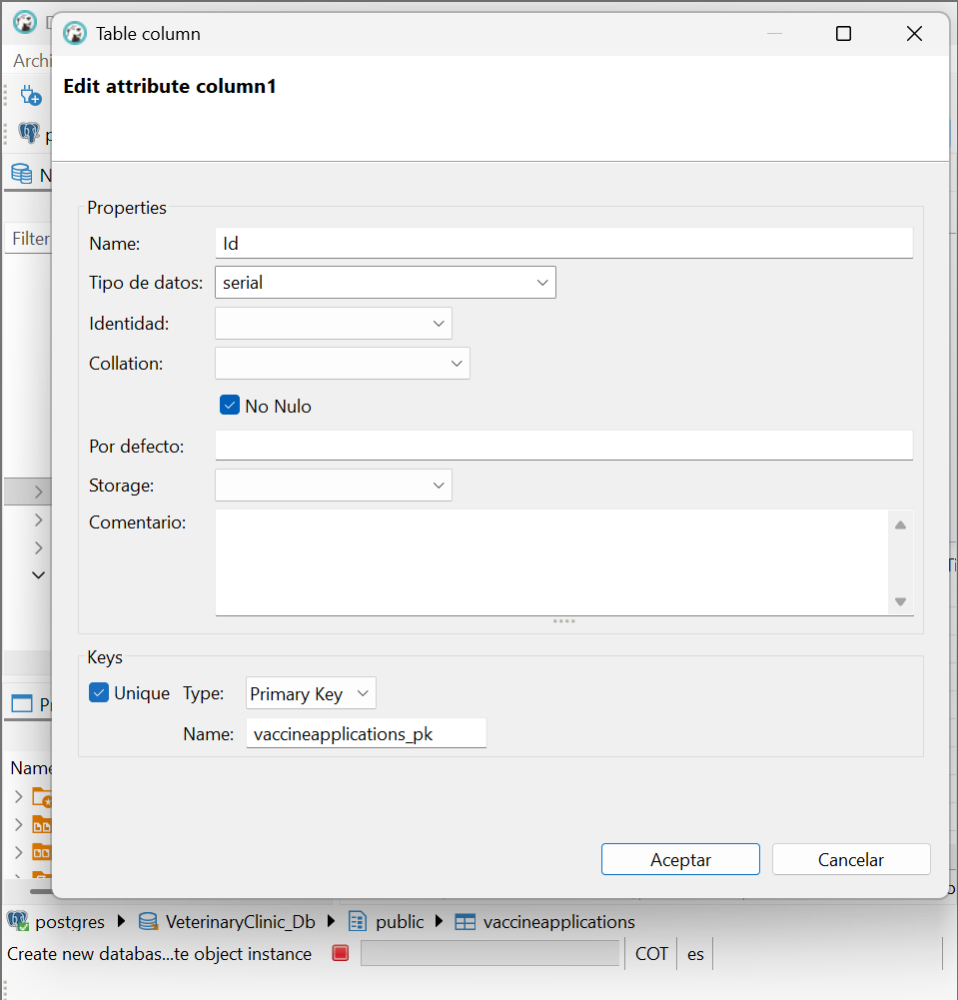 Table column
Archi
Edit attribute column1
p
N
Filter
Properties
Name: Id
Tipo de datos: serial
Identidad:
Collation:
No Nulo
Por defecto:
Storage:
Comentario:
Ti
Keys
Unique Type: Primary Key
Name: vaccineapplications_pk
Name
Aceptar Cancelar
postgres VeterinaryClinic_Db public vaccineapplications
Create new databas...te object instance COT es